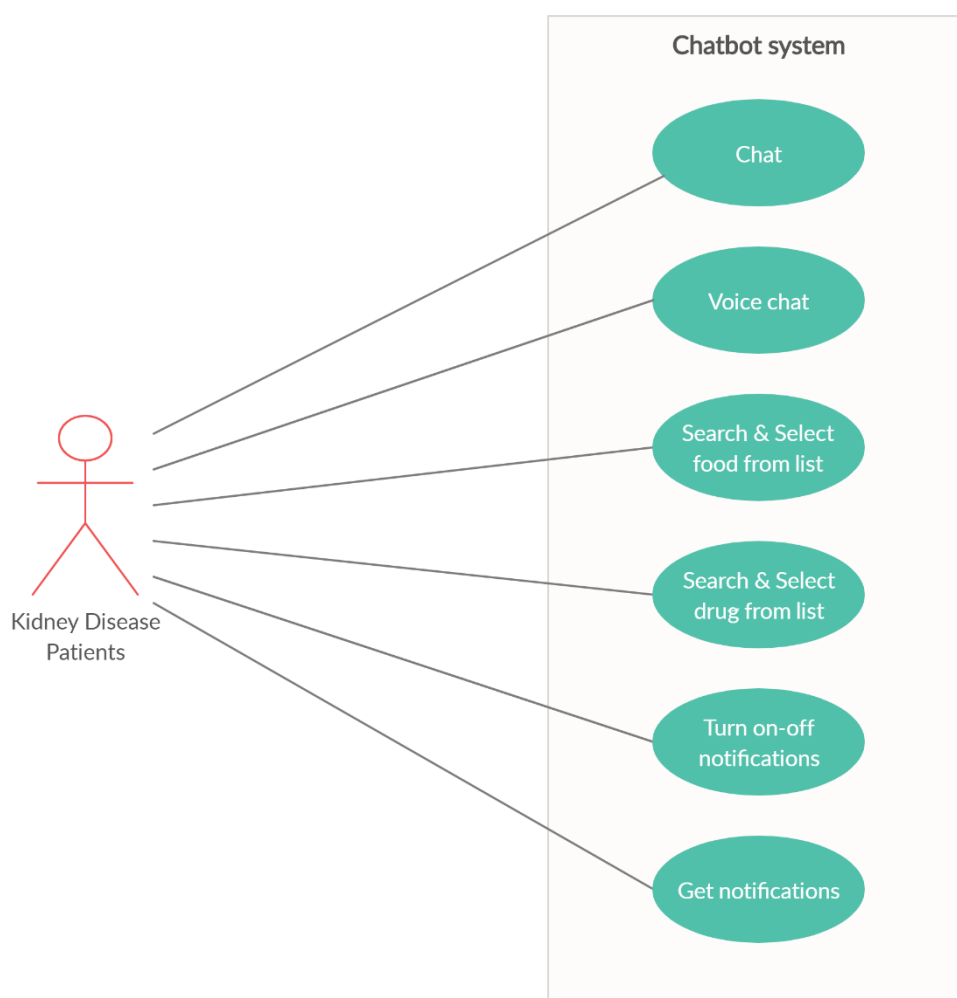 Chatbot system
Chat
Voice chat
Search & Select
food from list
Search & Select
drug from list
Kidney Disease
Patients
Turn on-off
notifications
Get notifications